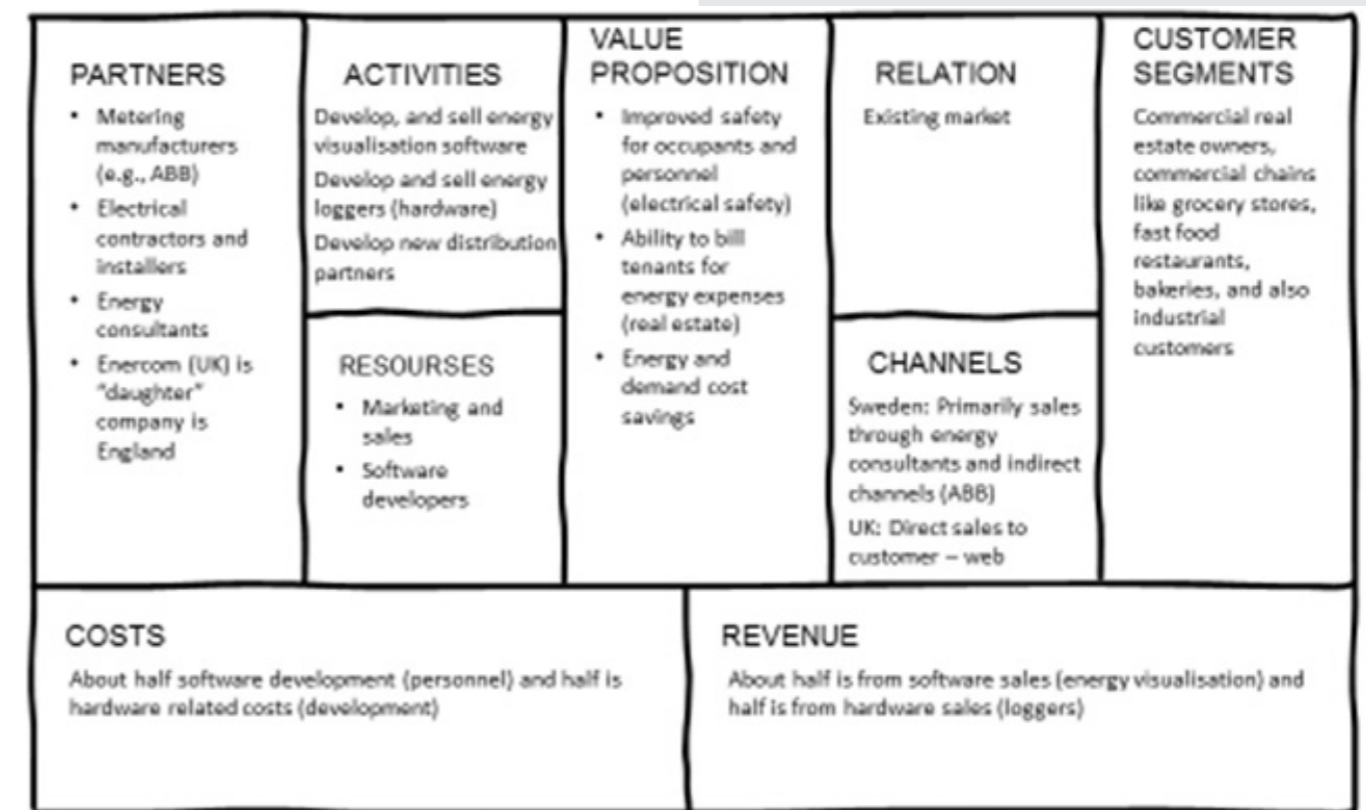 PARTNERS
• Metering
manufacturers
(e.g., ABB)
• Electrical
contractors and
installers
• Energy
consultants
• Enercom (UK) is
"daughter"
company is
England
ACTIVITIES
Develop, and sell energy
visualisation software
Develop and sell energy
loggers (hardware)
Develop new distribution
partners
RESOURSES
• Marketing and
sales
• Software
developers
VALUE
PROPOSITION
• Improved safety
for occupants and
personnel
(electrical safety)
• Ability to bill
tenants for
energy expenses
(real estate)
• Energy and
demand cost
savings
RELATION
Existing market
CHANNELS
Sweden: Primarily sales
through energy
consultants and indirect
channels (ABB)
UK: Direct sales to
customer – web
CUSTOMER
SEGMENTS
Commercial real
estate owners,
commercial chains
like grocery stores,
fast food
restaurants,
bakeries, and also
industrial
customers
COSTS
About half software development (personnel) and half is
hardware related costs (development)
REVENUE
About half is from software sales (energy visualisation) and
half is from hardware sales (loggers)